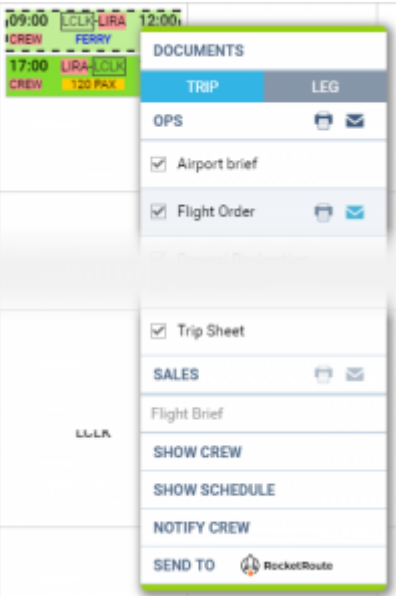 09:00 LCLK-LIRA 12:00
CREW FERRY
17:00 LIRA-LCLK
CREW 120 PAX
DOCUMENTS
TRIP LEG
OPS
Airport brief
Flight Order
Trip Sheet
SALES
Flight Brief
LCLK
SHOW CREW
SHOW SCHEDULE
NOTIFY CREW
SEND TO RocketRoute